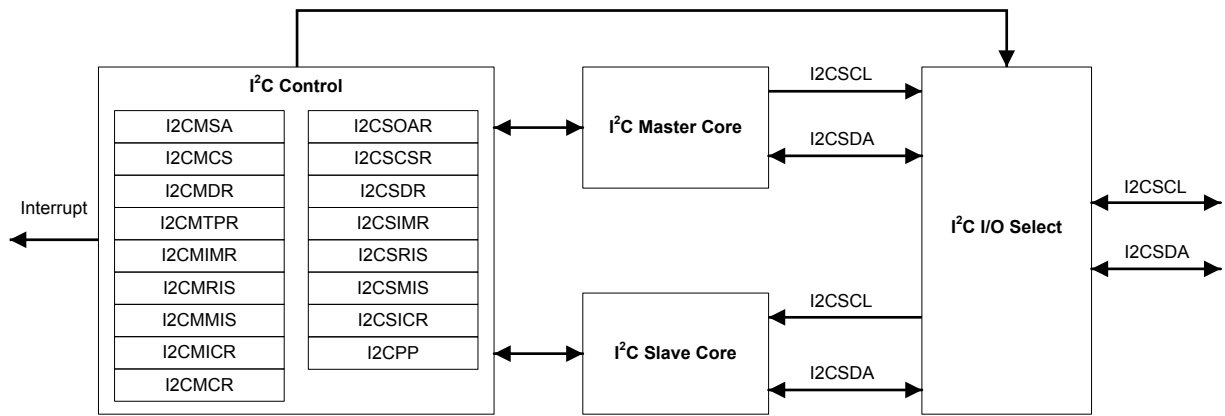 I²C Control
I2CMSA
I2CMCS
I2CMDR
I2CMTPR
I2CMIMR
I2CMRIS
I2CMMIS
I2CMICR
I2CMCR
I2CSOAR
I2CSCSR
I2CSDR
I2CSIMR
I2CSRIS
I2CSMIS
I2CSICR
I2CPP
Interrupt
I²C Master Core
I2CSCL
I2CSDA
I²C Slave Core
I2CSCL
I2CSDA
I²C I/O Select
I2CSCL
I2CSDA